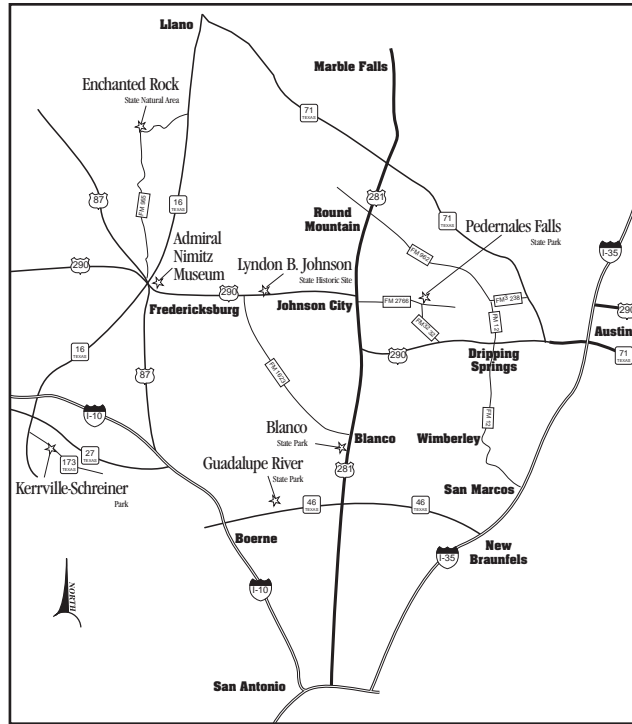 Llano
Marble Falls
Enchanted Rock
State Natural Area
71
TEXAS
87
FM 965
16
TEXAS
281
Round
Mountain
71
TEXAS
Pedernales Falls
State Park
I-35
FM 962
290
Admiral
Nimitz
Museum
Lyndon B. Johnson
State Historic Site
290
Fredericksburg
Johnson City
FM 2766
FM 3232
FM 12
FM3 238
290
Austin
290
Dripping
Springs
71
TEXAS
16
TEXAS
87
FM 1623
I-10
Blanco
State Park
Blanco
Wimberley
FM 12
27
TEXAS
173
TEXAS
Kerrville-Schreiner
Park
Guadalupe River
State Park
281
San Marcos
46
TEXAS
46
TEXAS
Boerne
New
Braunfels
I-35
I-10
NORTH
San Antonio